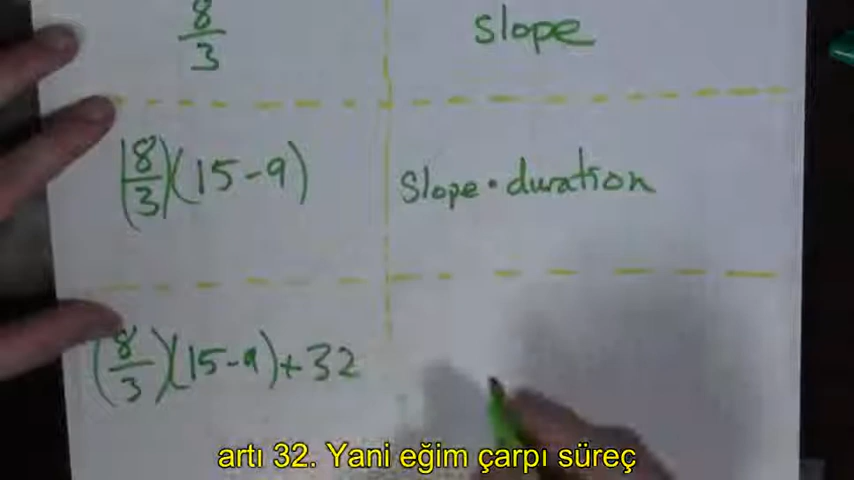 8/3 slope
(8/3)(15-9) slope • duration
(8/3)(15-9)+32
artı 32. Yani eğim çarpı süreç